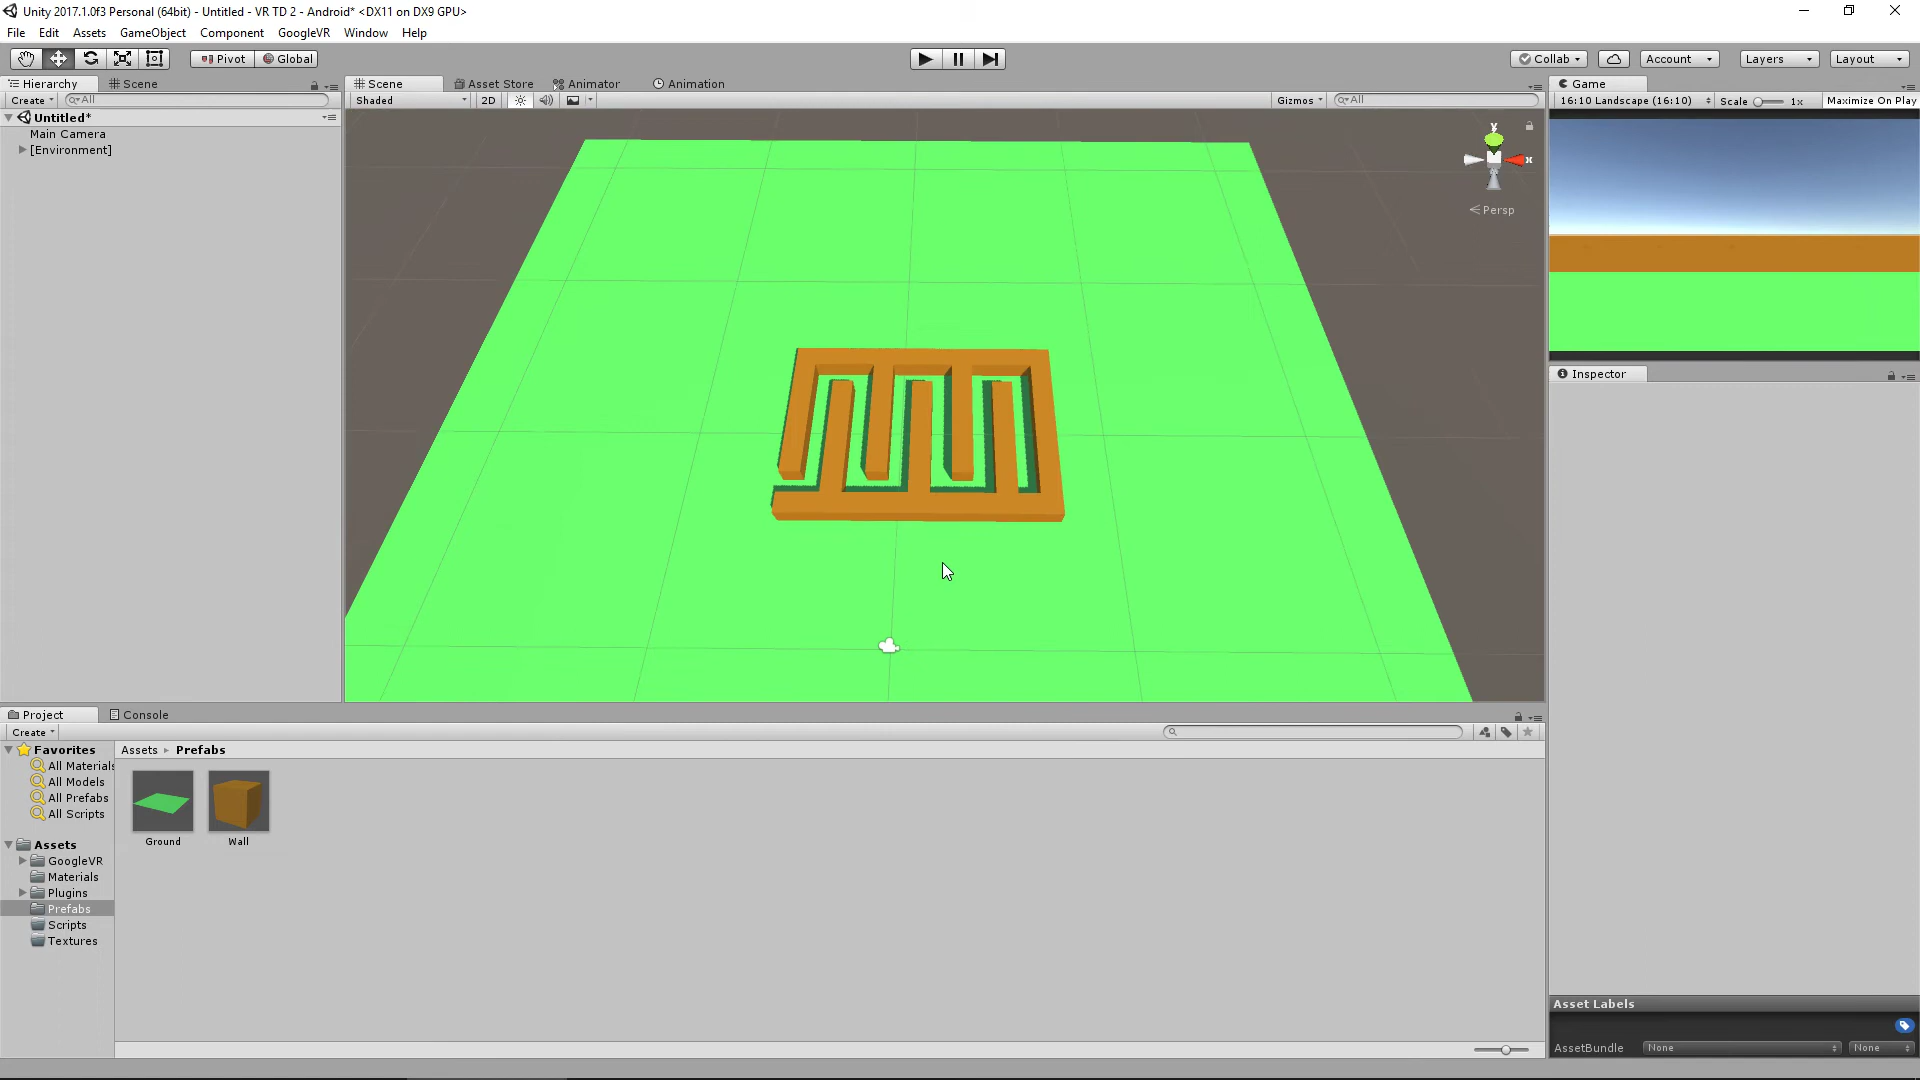 Unity 2017.1.0f3 Personal (64bit) - Untitled - VR TD 2 - Android* <DX11 on DX9 GPU>
File Edit Assets GameObject Component GoogleVR Window Help
Pivot Global Collab Account Layers Layout
Hierarchy Scene
Create All
Untitled*
Main Camera
[Environment]
Scene Asset Store Animator Animation
Shaded 2D Gizmos All
y
x
Persp
Game
16:10 Landscape (16:10) Scale 1x Maximize On Play
Inspector
Project Console
Create
Favorites
All Materials
All Models
All Prefabs
All Scripts
Assets
GoogleVR
Materials
Plugins
Prefabs
Scripts
Textures
Assets Prefabs
Ground Wall
Asset Labels
AssetBundle None None